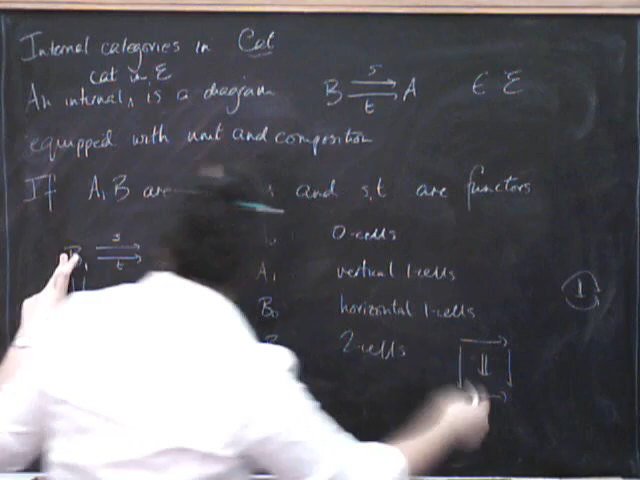 Internal categories in Cat
cat in ℰ
An internal ∧ is a diagram B ⇉ A ∈ ℰ
s
t
equipped with unit and composition
If A, B are and s,t are functors
s
t
0-cells
A₁ vertical 1-cells
B₀ horizontal 1-cells
2-cells
1